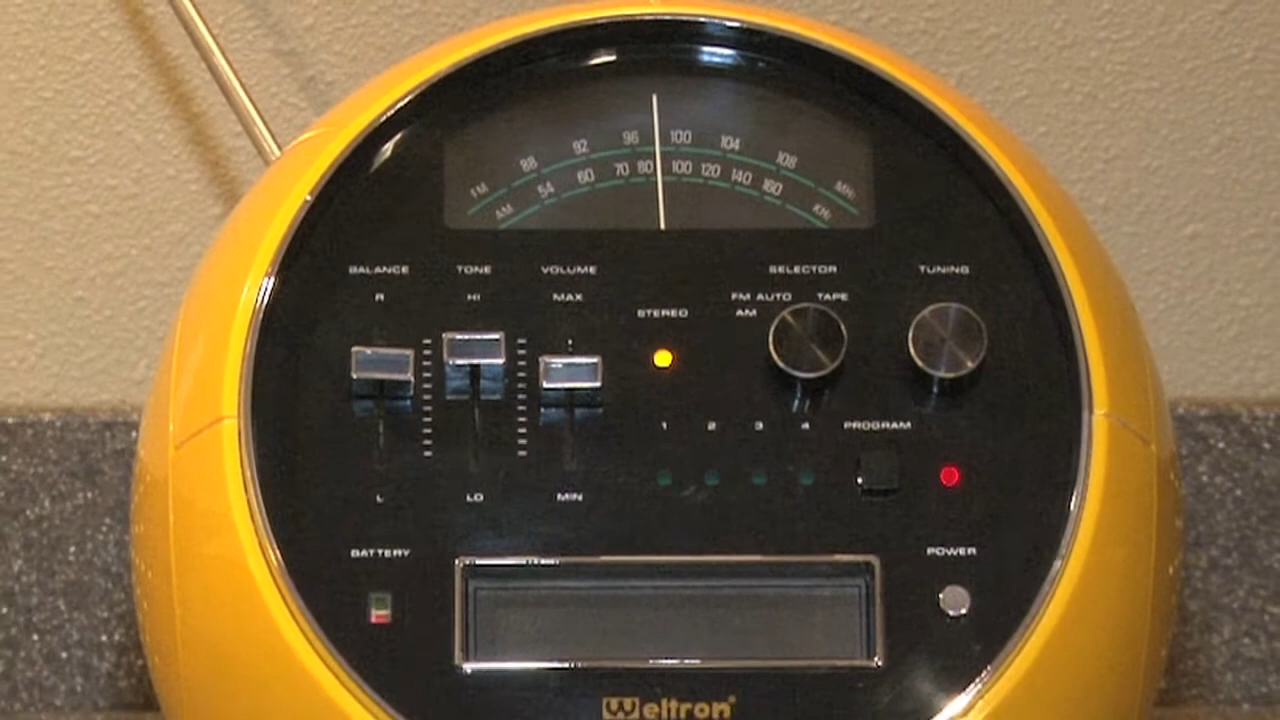 FM 88 92 96 100 104 108 MHz
AM 54 60 70 80 100 120 140 160 KHz
BALANCE TONE VOLUME SELECTOR TUNING
R HI MAX FM AUTO TAPE
STEREO AM
1 2 3 4 PROGRAM
L LO MIN
BATTERY POWER
Weltron®